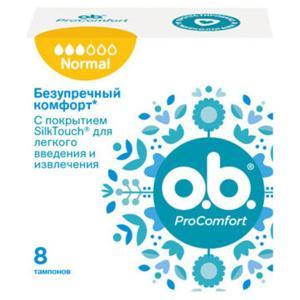 Normal
Безупречный
комфорт*
С покрытием
SilkTouch® для
легкого
введения и
извлечения
o.b.®
ProComfort
8
тампонов